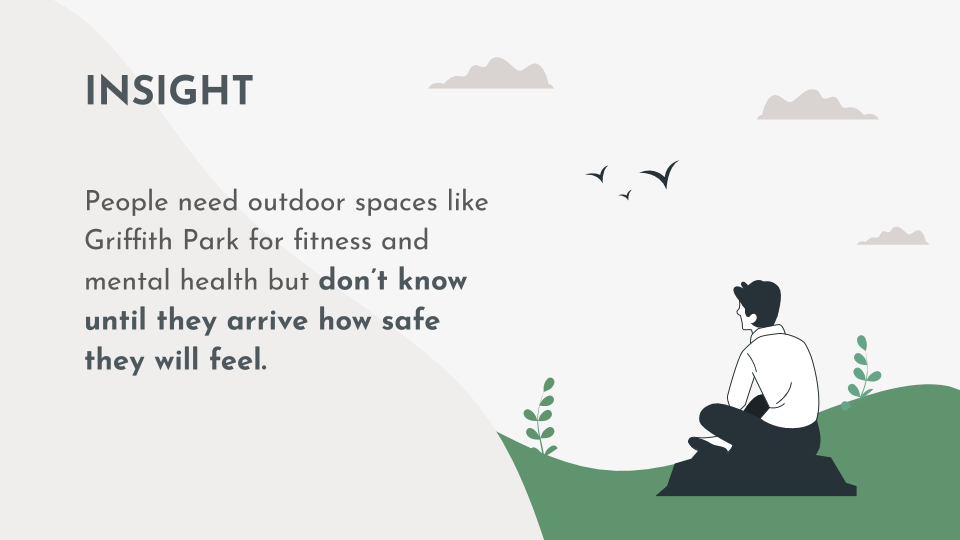 INSIGHT
People need outdoor spaces like
Griffith Park for fitness and
mental health but don't know
until they arrive how safe
they will feel.